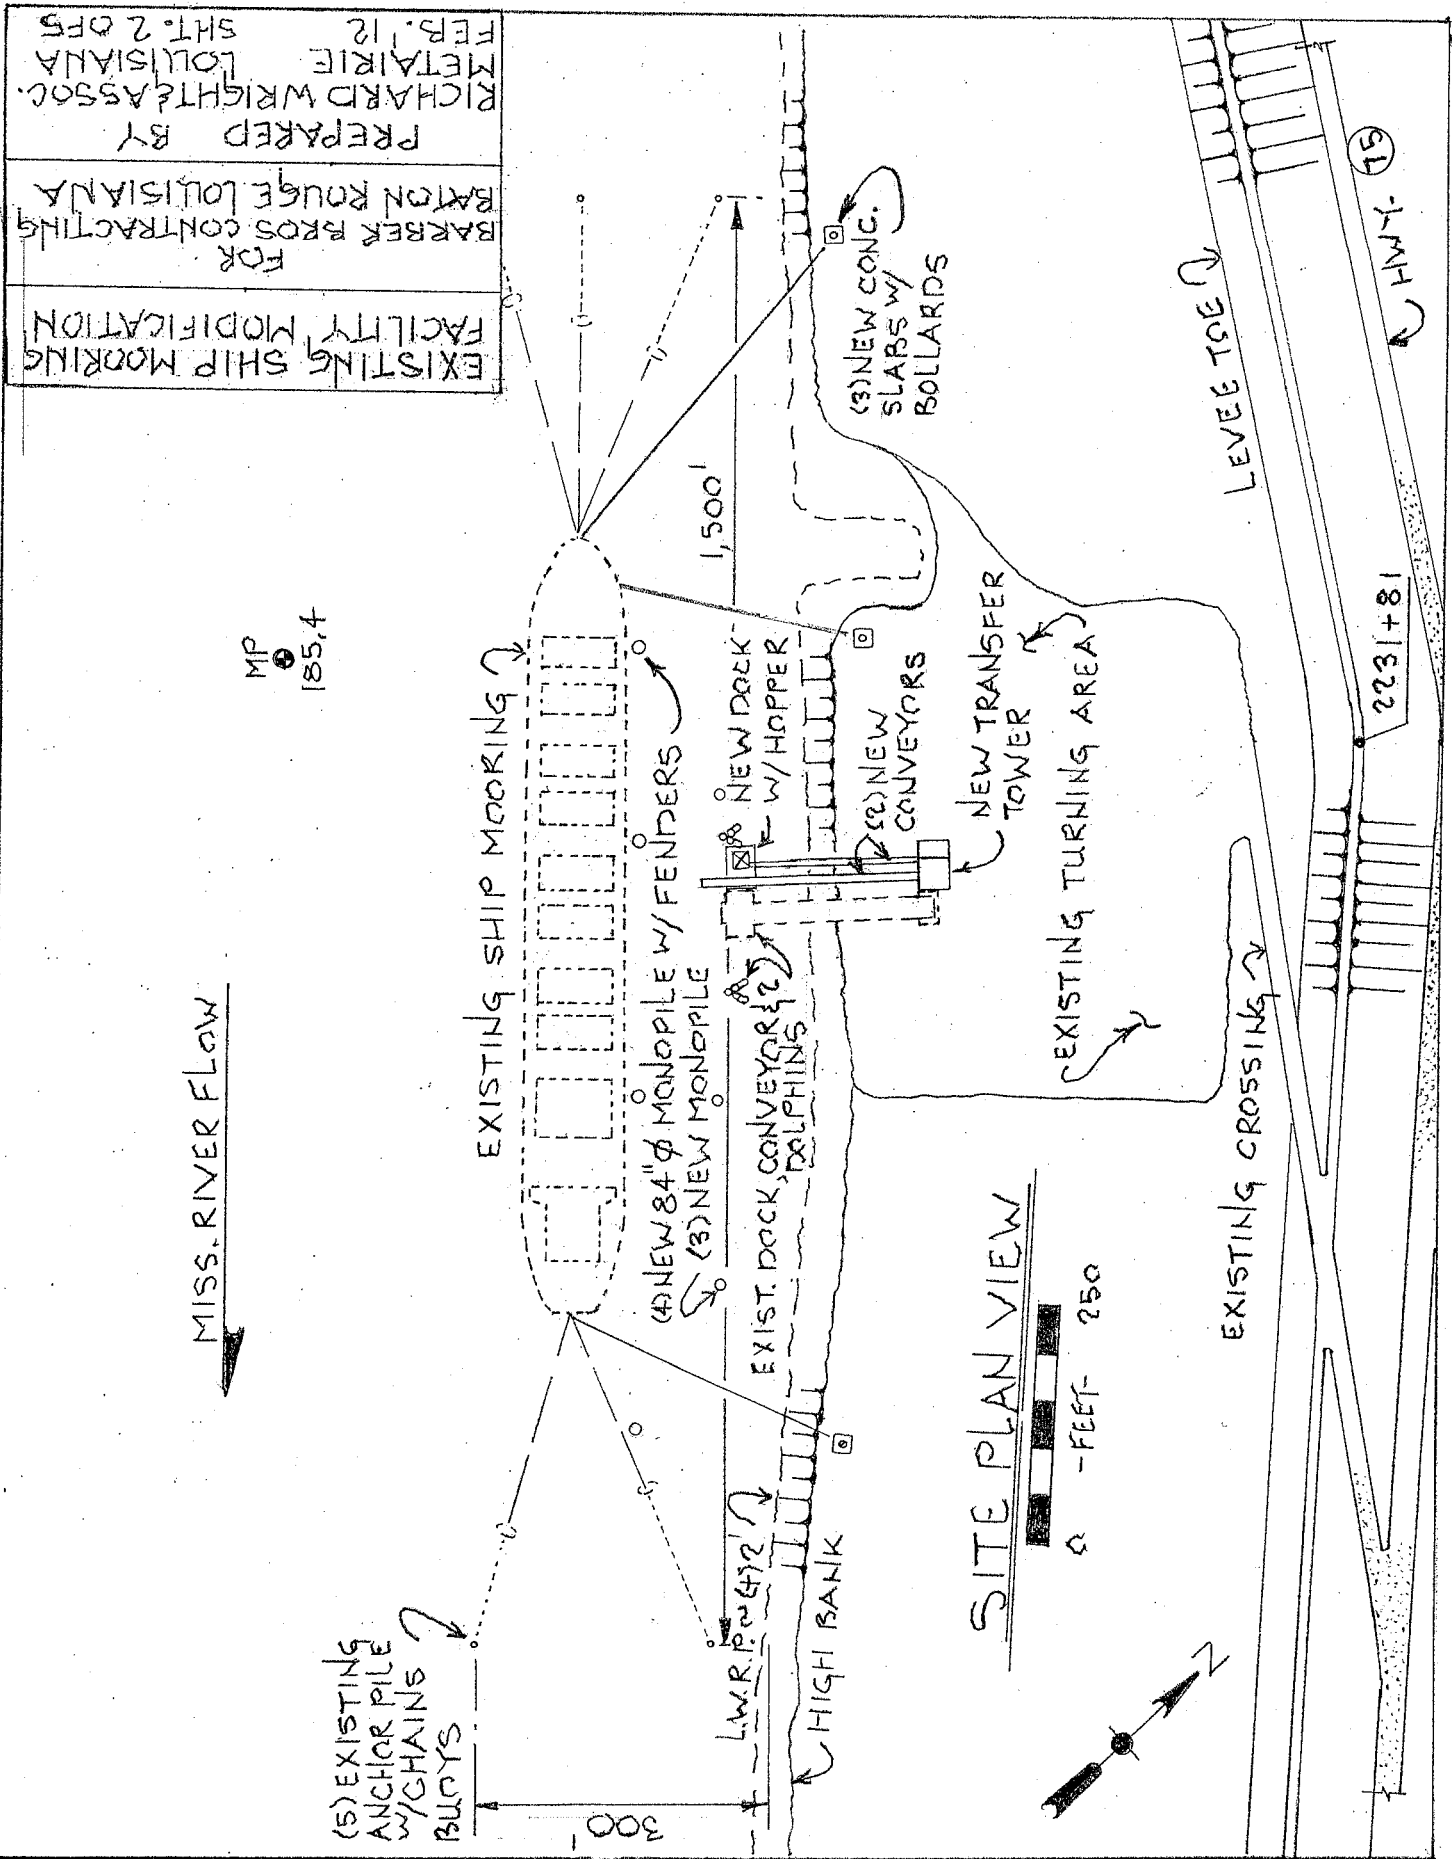 MISS. RIVER FLOW
MP
185.4
EXISTING SHIP MOORING
(5) EXISTING
ANCHOR PILE
W/CHAINS
BUOYS
300'
1,500'
(4) NEW 84"Ø MONOPILE W/ FENDERS
(3) NEW MONOPILE
NEW DOCK
W/ HOPPER
EXIST. DOCK, CONVEYOR & 2
DOLPHINS
L.W.R.P. ~ (+) 2'
HIGH BANK
(2) NEW
CONVEYORS
(3) NEW CONC.
SLABS W/
BOLLARDS
NEW TRANSFER
TOWER
EXISTING TURNING AREA
EXISTING CROSSING
LEVEE TOE
HWY. 75
2231+81
SITE PLAN VIEW
0 -FEET- 250
N
EXISTING SHIP MOORING
FACILITY MODIFICATION
FOR
BARBER BROS CONTRACTING
BATON ROUGE LOUISIANA
PREPARED BY
RICHARD WRIGHT & ASSOC.
METAIRIE LOUISIANA
FEB. '12 SHT. 2 OF 5